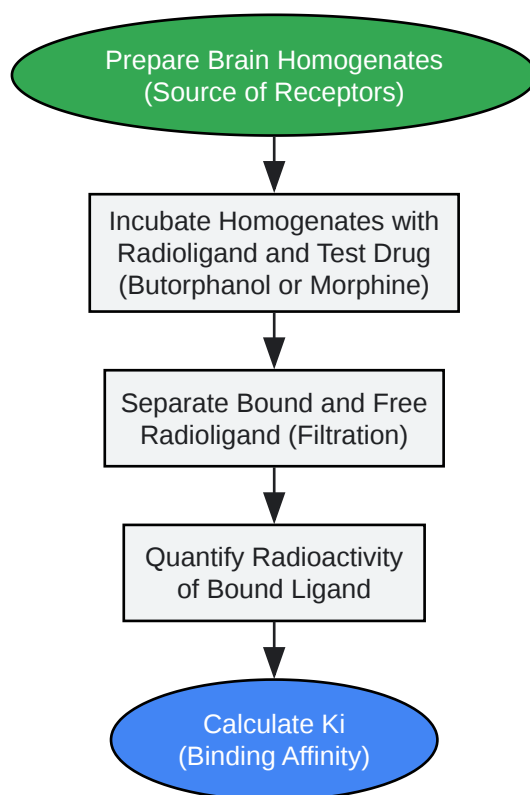 Prepare Brain Homogenates
(Source of Receptors)
Incubate Homogenates with
Radioligand and Test Drug
(Butorphanol or Morphine)
Separate Bound and Free
Radioligand (Filtration)
Quantify Radioactivity
of Bound Ligand
Calculate Ki
(Binding Affinity)